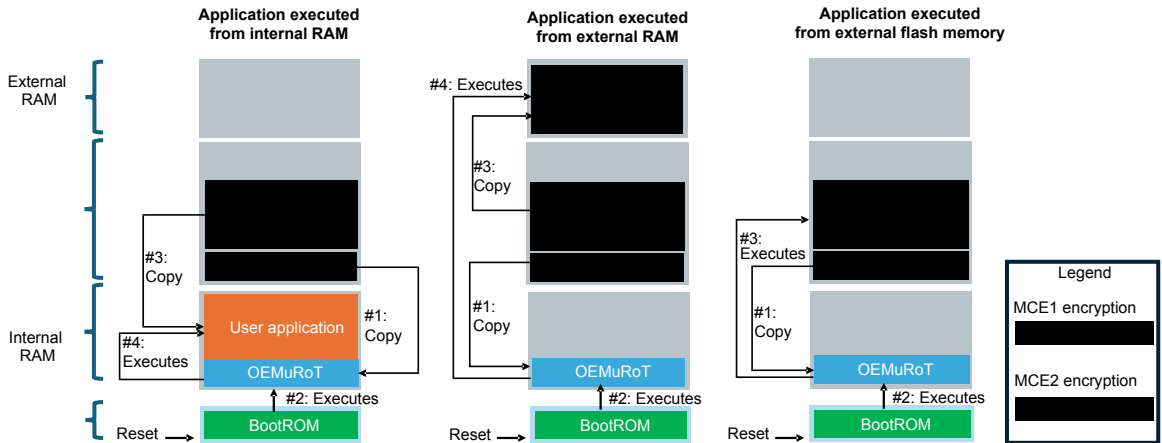 Application executed
from internal RAM
Application executed
from external RAM
Application executed
from external flash memory
External
RAM
#4: Executes
#3:
Copy
#3:
Copy
#3:
Executes
#1:
Copy
#1:
Copy
#1:
Copy
Internal
RAM
User application
#4:
Executes
OEMuRoT
OEMuRoT
OEMuRoT
#2: Executes
#2: Executes
#2: Executes
Reset
BootROM
Reset
BootROM
Reset
BootROM
Legend
MCE1 encryption
MCE2 encryption